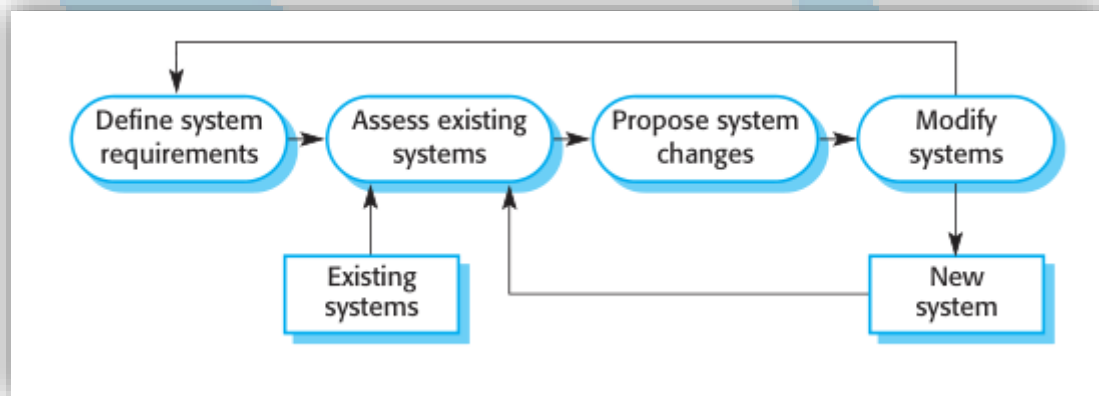 Define system
requirements
Assess existing
systems
Propose system
changes
Modify
systems
Existing
systems
New
system